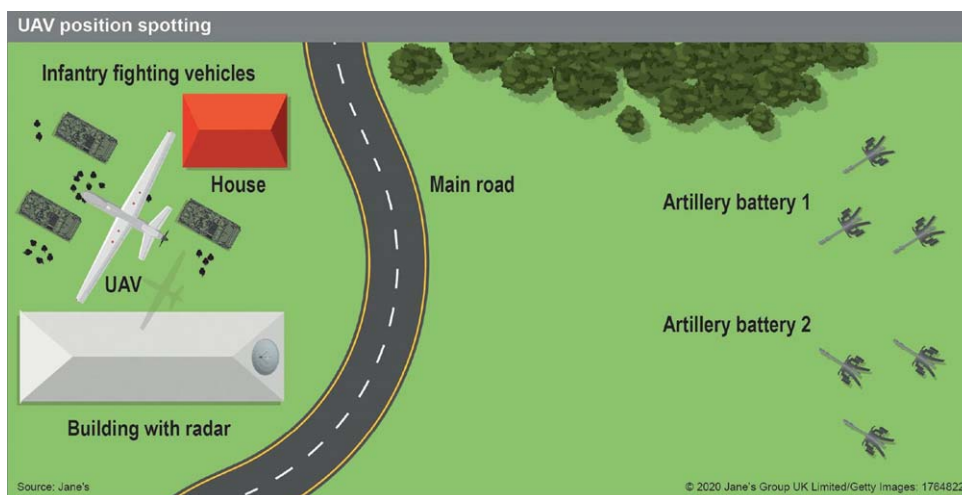 UAV position spotting
Infantry fighting vehicles
House
Main road
Artillery battery 1
UAV
Artillery battery 2
Building with radar
Source: Jane's
© 2020 Jane's Group UK Limited/Getty Images: 1764822